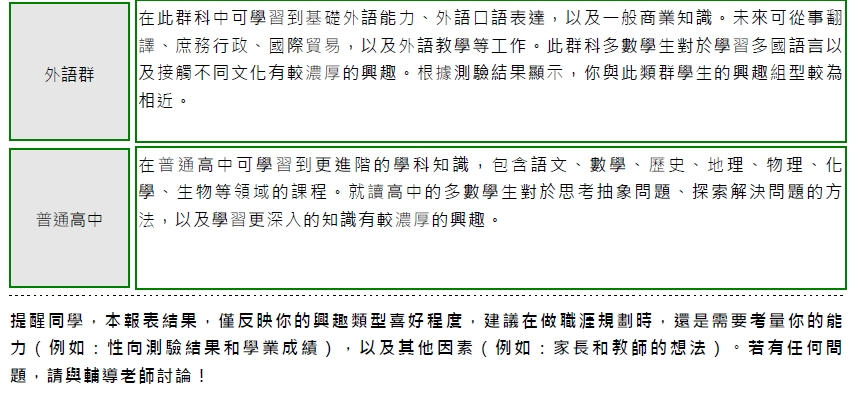 外語群
在此群科中可學習到基礎外語能力、外語口語表達，以及一般商業知識。未來可從事翻
譯、庶務行政、國際貿易，以及外語教學等工作。此群科多數學生對於學習多國語言以
及接觸不同文化有較濃厚的興趣。根據測驗結果顯示，你與此類群學生的興趣組型較為
相近。
普通高中
在普通高中可學習到更進階的學科知識，包含語文、數學、歷史、地理、物理、化
學、生物等領域的課程。就讀高中的多數學生對於思考抽象問題、探索解決問題的方
法，以及學習更深入的知識有較濃厚的興趣。
提醒同學，本報表結果，僅反映你的興趣類型喜好程度，建議在做職涯規劃時，還是需要考量你的能
力（例如：性向測驗結果和學業成績），以及其他因素（例如：家長和教師的想法）。若有任何問
題，請與輔導老師討論！